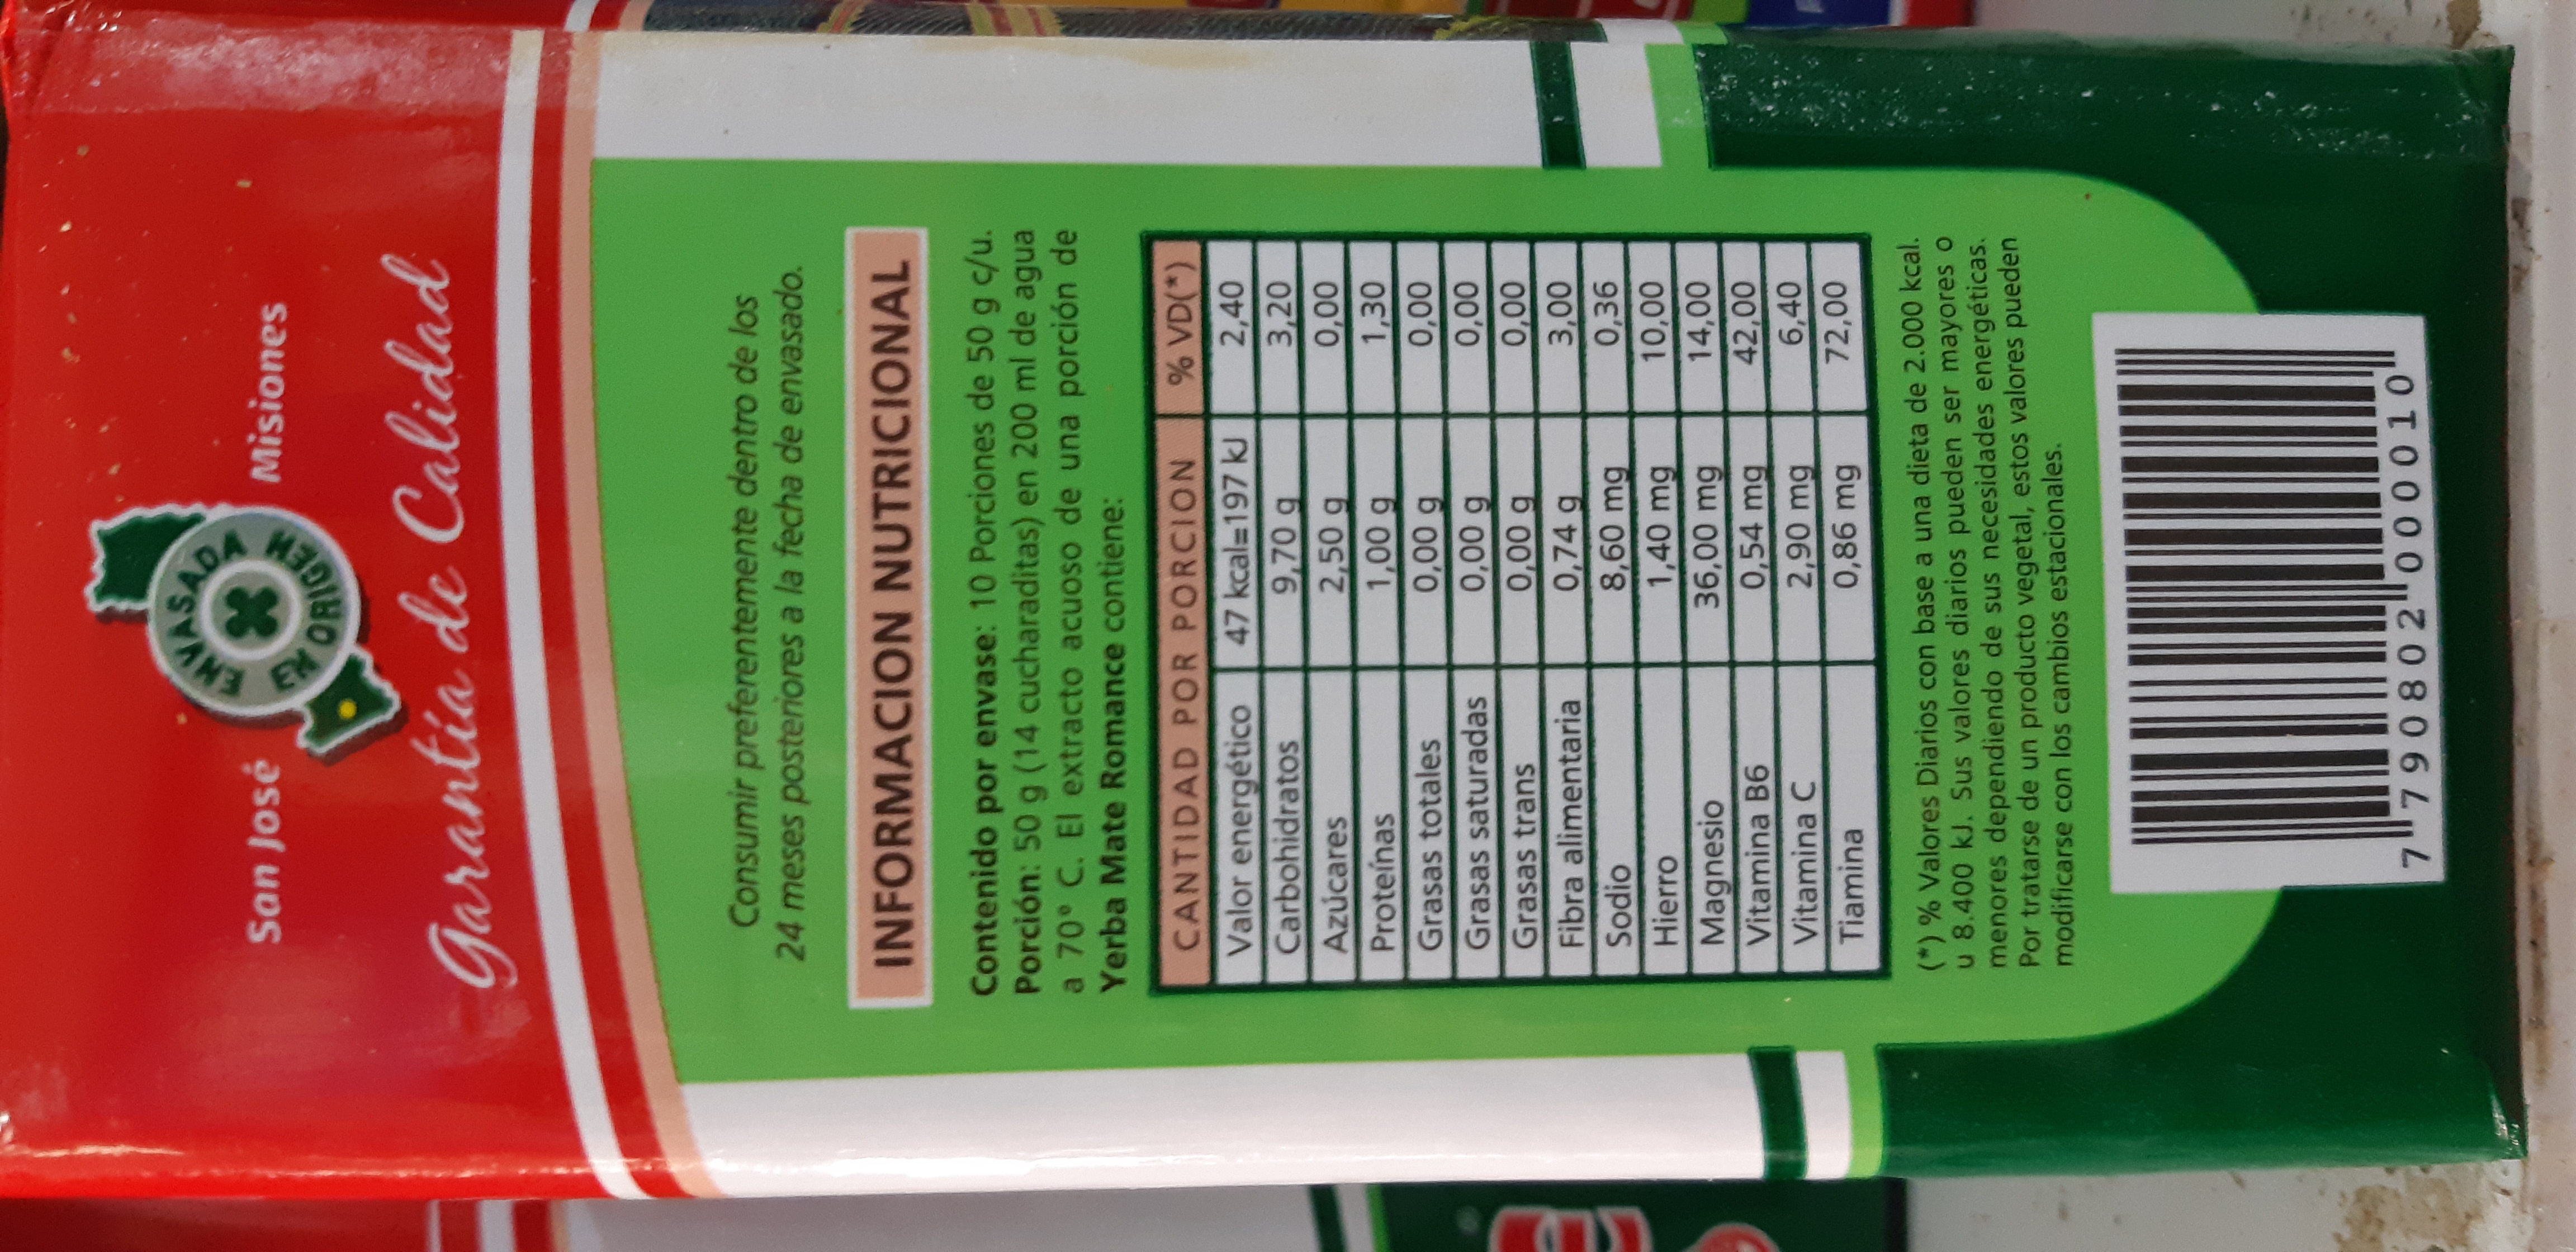 ENVASADA
San José
Misiones
EN ORIGEN
Garantía de Calidad
Consumir preferentemente dentro de los
24 meses posteriores a la fecha de envasado.
INFORMACION NUTRICIONAL
Contenido por envase: 10 Porciones de 50 g c/u.
Porción: 50 g (14 cucharaditas) en 200 ml de agua
a 70° C. El extracto acuoso de una porción de
Yerba Mate Romance contiene:
CANTIDAD POR PORCION % VD(*)
Valor energético 47 kcal=197 kJ 2,40
Carbohidratos 9,70 g 3,20
Azúcares 2,50 g 0,00
Proteínas 1,00 g 1,30
Grasas totales 0,00 g 0,00
Grasas saturadas 0,00 g 0,00
Grasas trans 0,00 g 0,00
Fibra alimentaria 0,74 g 3,00
Sodio 8,60 mg 0,36
Hierro 1,40 mg 10,00
Magnesio 36,00 mg 14,00
Vitamina B6 0,54 mg 42,00
Vitamina C 2,90 mg 6,40
Tiamina 0,86 mg 72,00
(*) % Valores Diarios con base a una dieta de 2.000 kcal.
u 8.400 kJ. Sus valores diarios pueden ser mayores o
menores dependiendo de sus necesidades energéticas.
Por tratarse de un producto vegetal, estos valores pueden
modificarse con los cambios estacionales.
7 790802 000010